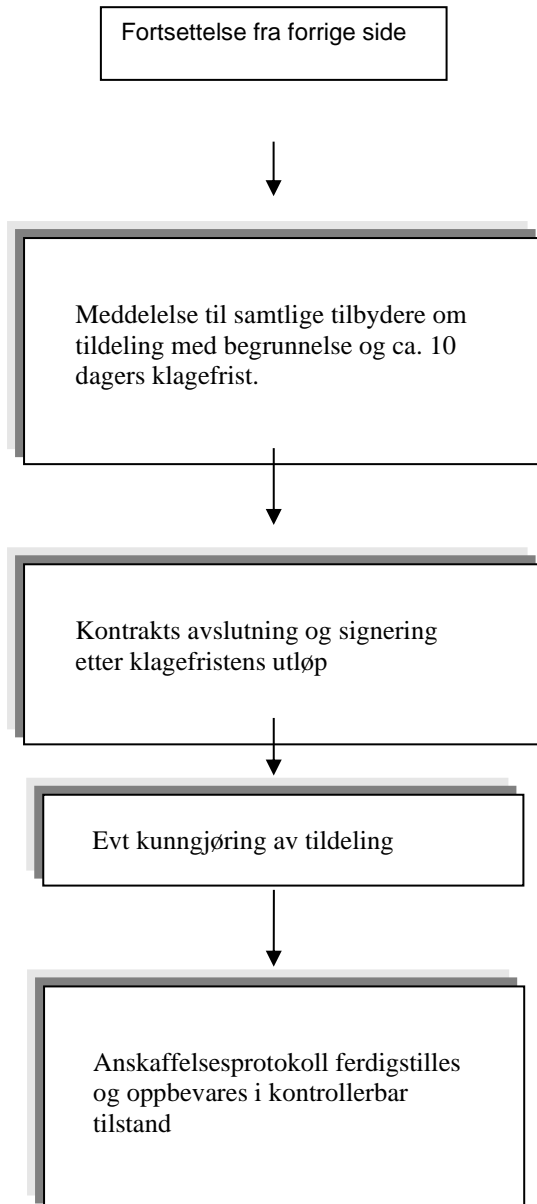 Fortsettelse fra forrige side
Meddelelse til samtlige tilbydere om
tildeling med begrunnelse og ca. 10
dagers klagefrist.
Kontrakts avslutning og signering
etter klagefristens utløp
Evt kunngjøring av tildeling
Anskaffelsesprotokoll ferdigstilles
og oppbevares i kontrollerbar
tilstand